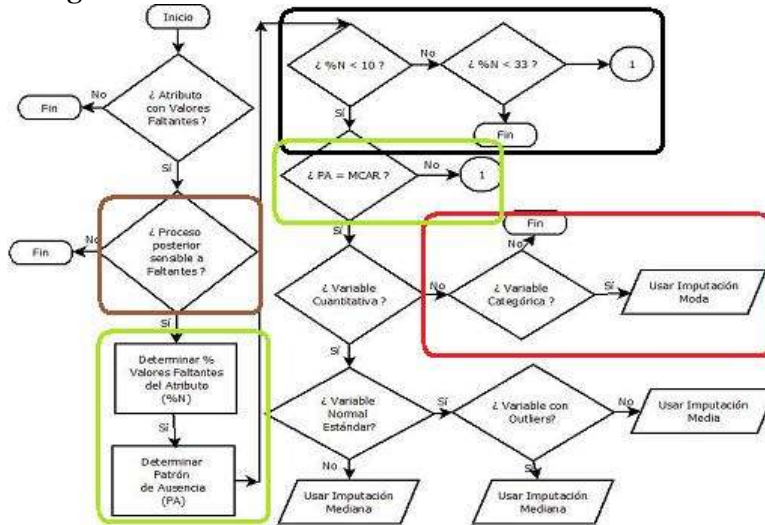 Inicio
¿ Atributo
con Valores
Faltantes ?
No
Fin
Sí
¿ Proceso
posterior
sensible a
Faltantes ?
No
Fin
Sí
Determinar %
Valores Faltantes
del Atributo
(%N)
Sí
Determinar
Patrón
de Ausencia
(PA)
¿ %N < 10 ?
No
¿ %N < 33 ?
1
Fin
Sí
¿ PA = MCAR ?
No
1
Sí
¿ Variable
Cuantitativa ?
No
¿ Variable
Categórica ?
No
Fin
Sí
Usar Imputación
Moda
Sí
¿ Variable
Normal
Estándar?
Sí
¿ Variable con
Outliers?
No
Usar Imputación
Media
No
Usar Imputación
Mediana
Sí
Usar Imputación
Mediana